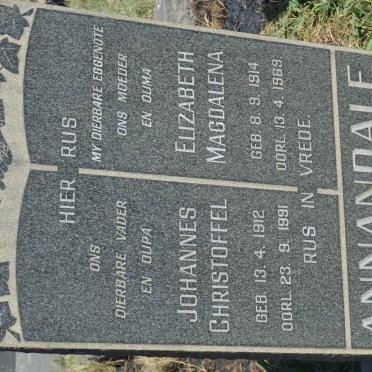 HIER RUS
ONS
DIERBARE VADER
EN OUPA
JOHANNES
CHRISTOFFEL
GEB. 13. 4. 1912
OORL. 23. 9. 1991
MY DIERBARE EGGENOTE
ONS MOEDER
EN OUMA
ELIZABETH
MAGDALENA
GEB. 8. 9. 1914
OORL. 13. 4. 1969
RUS IN VREDE.
ANNANDALE